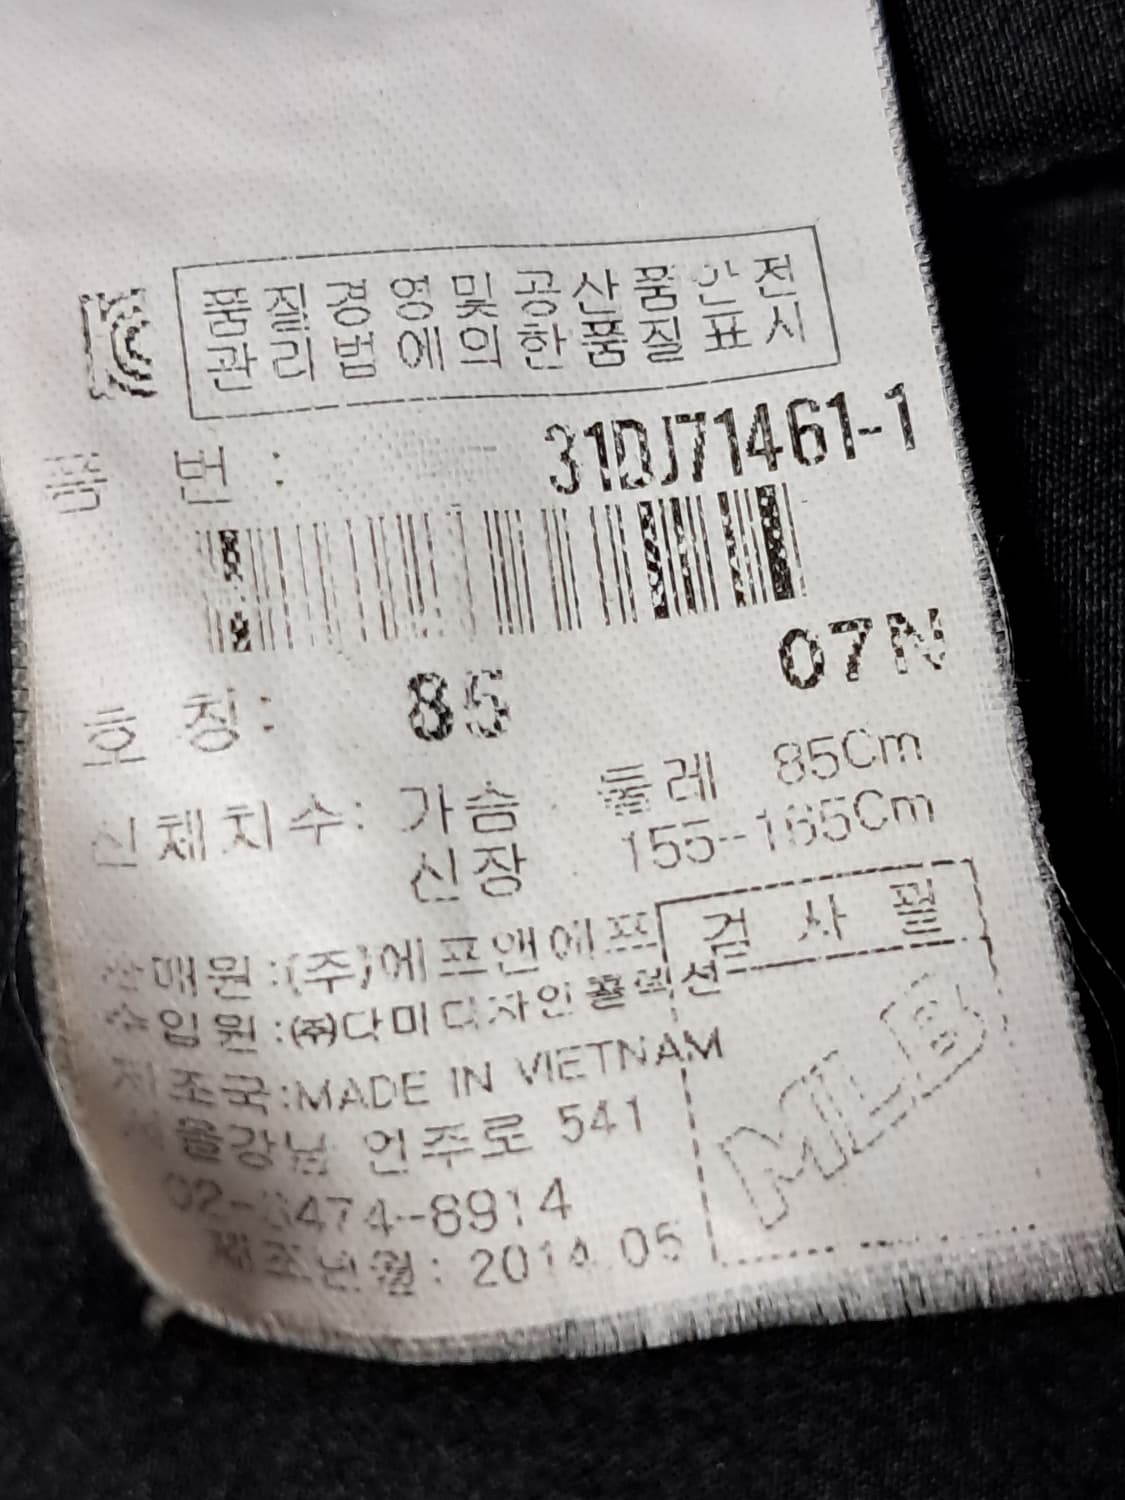 품질경영및공산품안전
관리법에의한품질표시
품 번 : 31DJ71461-1
07N
호 칭 : 85
신체치수 : 가슴 둘레 85Cm
신장 155-165Cm
검 사 필
판매원 : (주)에프앤에프
수입원 : ㈜다미디자인콜렉션
제조국 : MADE IN VIETNAM
서울강남 언주로 541
02-3474-8914
제조년월 : 2014.05
MLB